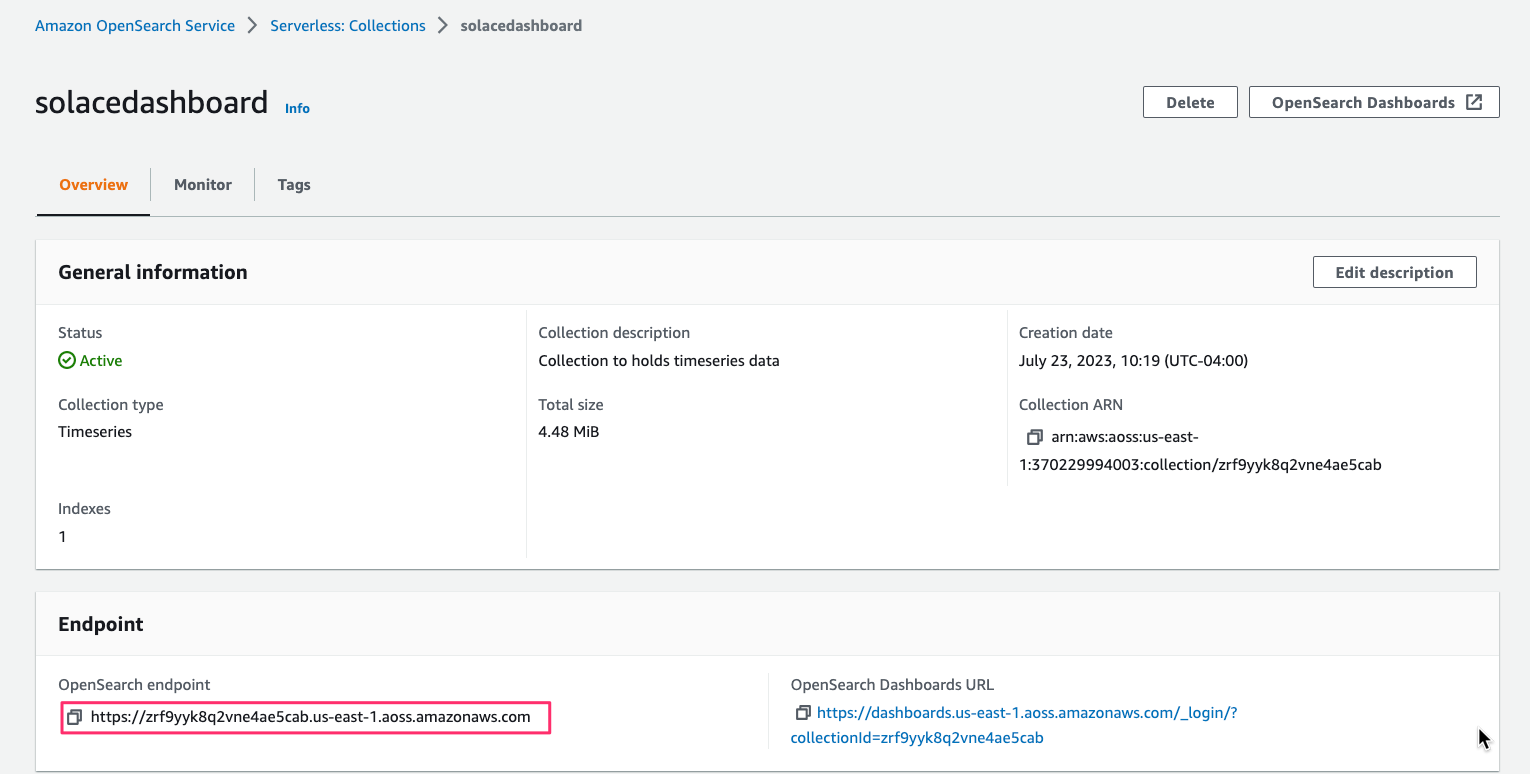 Amazon OpenSearch Service > Serverless: Collections > solacedashboard
solacedashboard Info
Delete
OpenSearch Dashboards
Overview
Monitor
Tags
General information
Edit description
Status
Active
Collection type
Timeseries
Indexes
1
Collection description
Collection to holds timeseries data
Total size
4.48 MiB
Creation date
July 23, 2023, 10:19 (UTC-04:00)
Collection ARN
arn:aws:aoss:us-east-
1:370229994003:collection/zrf9yyk8q2vne4ae5cab
Endpoint
OpenSearch endpoint
https://zrf9yyk8q2vne4ae5cab.us-east-1.aoss.amazonaws.com
OpenSearch Dashboards URL
https://dashboards.us-east-1.aoss.amazonaws.com/_login/?
collectionId=zrf9yyk8q2vne4ae5cab